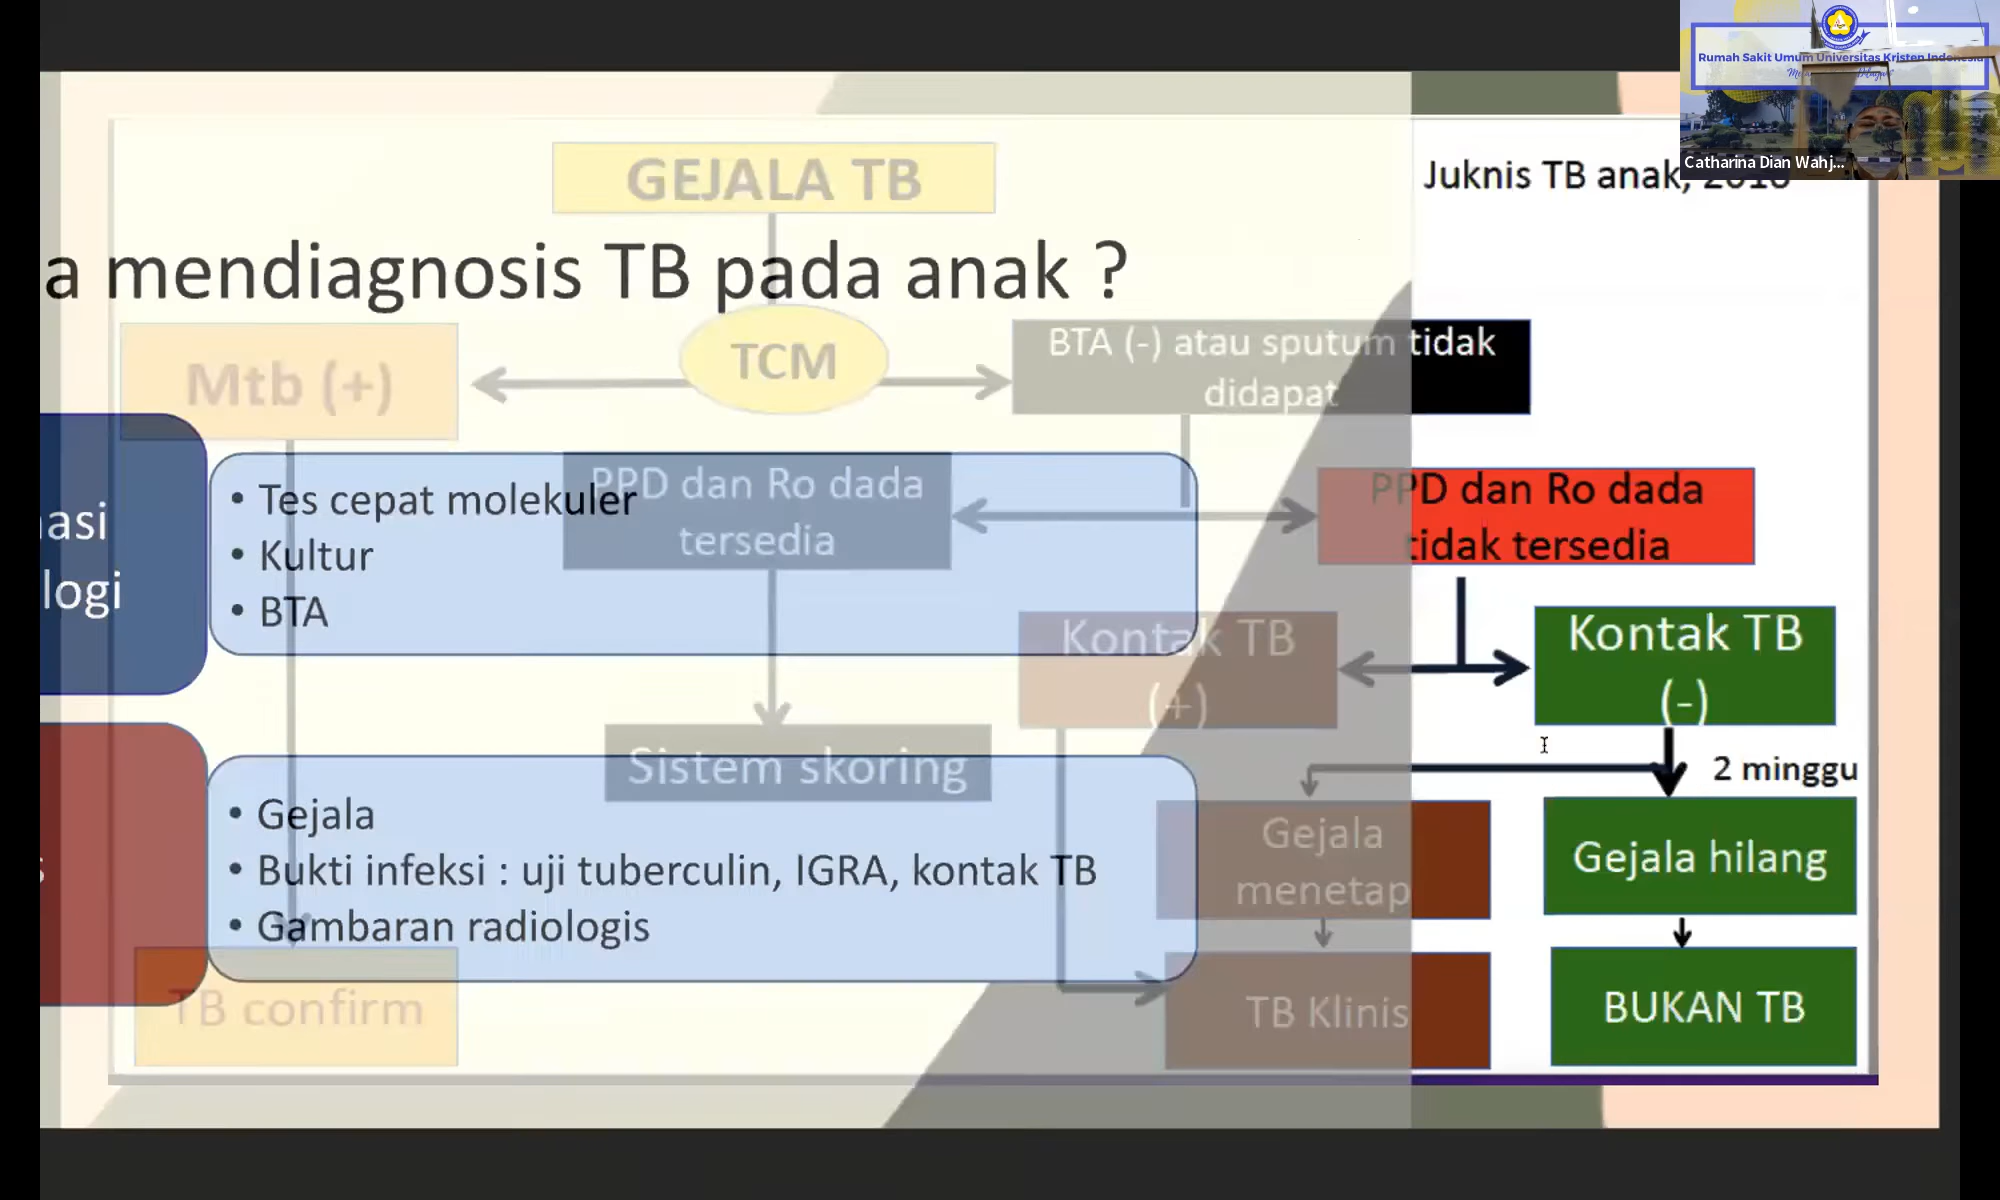 Rumah Sakit Umum Universitas Kristen Indonesia
Catharina Dian Wahj...
Juknis TB anak, 2016
GEJALA TB
a mendiagnosis TB pada anak ?
Mtb (+)
TCM
BTA (-) atau sputum tidak
didapat
PPD dan Ro dada
tersedia
PPD dan Ro dada
tidak tersedia
asi
logi
• Tes cepat molekuler
• Kultur
• BTA
Kontak TB
(+)
Kontak TB
(-)
2 minggu
Sistem skoring
s
• Gejala
• Bukti infeksi : uji tuberculin, IGRA, kontak TB
• Gambaran radiologis
Gejala
menetap
Gejala hilang
TB confirm
TB Klinis
BUKAN TB